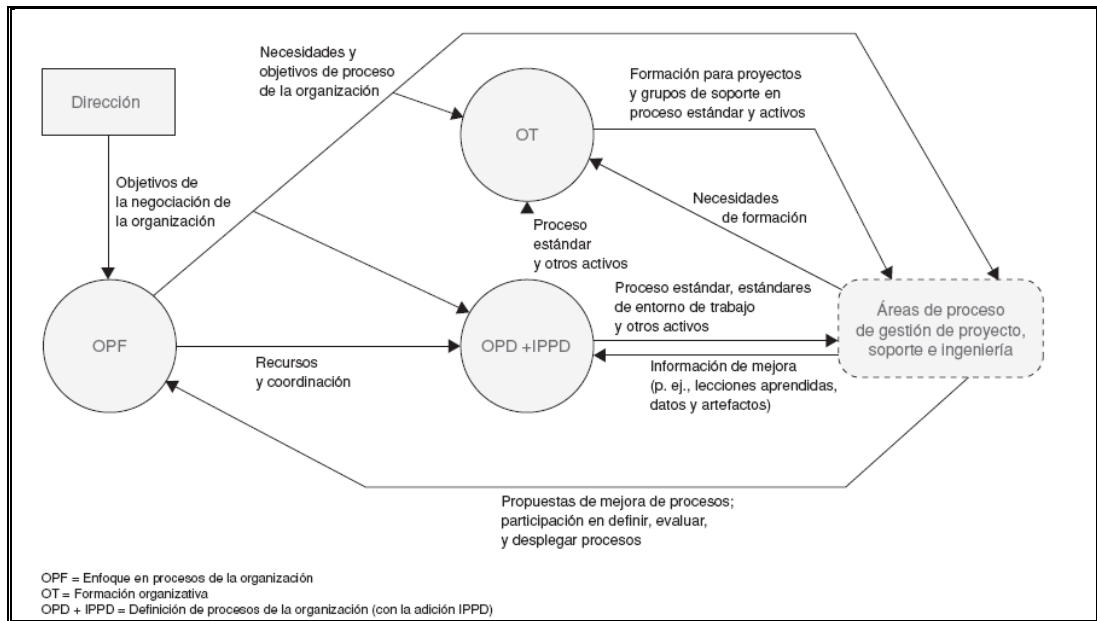 Necesidades y
objetivos de proceso
de la organización
Dirección
Formación para proyectos
y grupos de soporte en
proceso estándar y activos
OT
Objetivos de
la negociación de
la organización
Necesidades
de formación
Proceso
estándar
y otros activos
Proceso estándar, estándares
de entorno de trabajo
y otros activos
Áreas de proceso
de gestión de proyecto,
soporte e ingeniería
OPF
OPD +IPPD
Recursos
y coordinación
Información de mejora
(p. ej., lecciones aprendidas,
datos y artefactos)
Propuestas de mejora de procesos;
participación en definir, evaluar,
y desplegar procesos
OPF = Enfoque en procesos de la organización
OT = Formación organizativa
OPD + IPPD = Definición de procesos de la organización (con la adición IPPD)